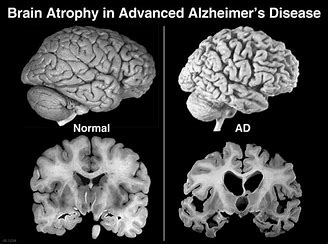 Brain Atrophy in Advanced Alzheimer's Disease
Normal
AD